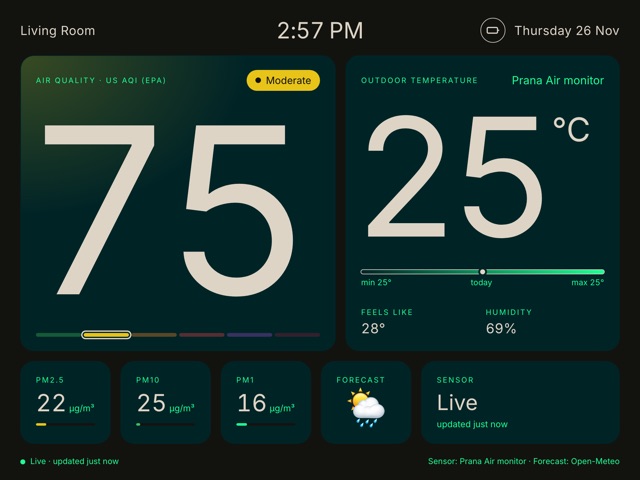 Living Room
2:57 PM
Thursday 26 Nov
AIR QUALITY · US AQI (EPA)
Moderate
75
OUTDOOR TEMPERATURE
Prana Air monitor
25 °C
min 25°
today
max 25°
FEELS LIKE
28°
HUMIDITY
69%
PM2.5
22 µg/m³
PM10
25 µg/m³
PM1
16 µg/m³
FORECAST
SENSOR
Live
updated just now
Live · updated just now
Sensor: Prana Air monitor · Forecast: Open-Meteo